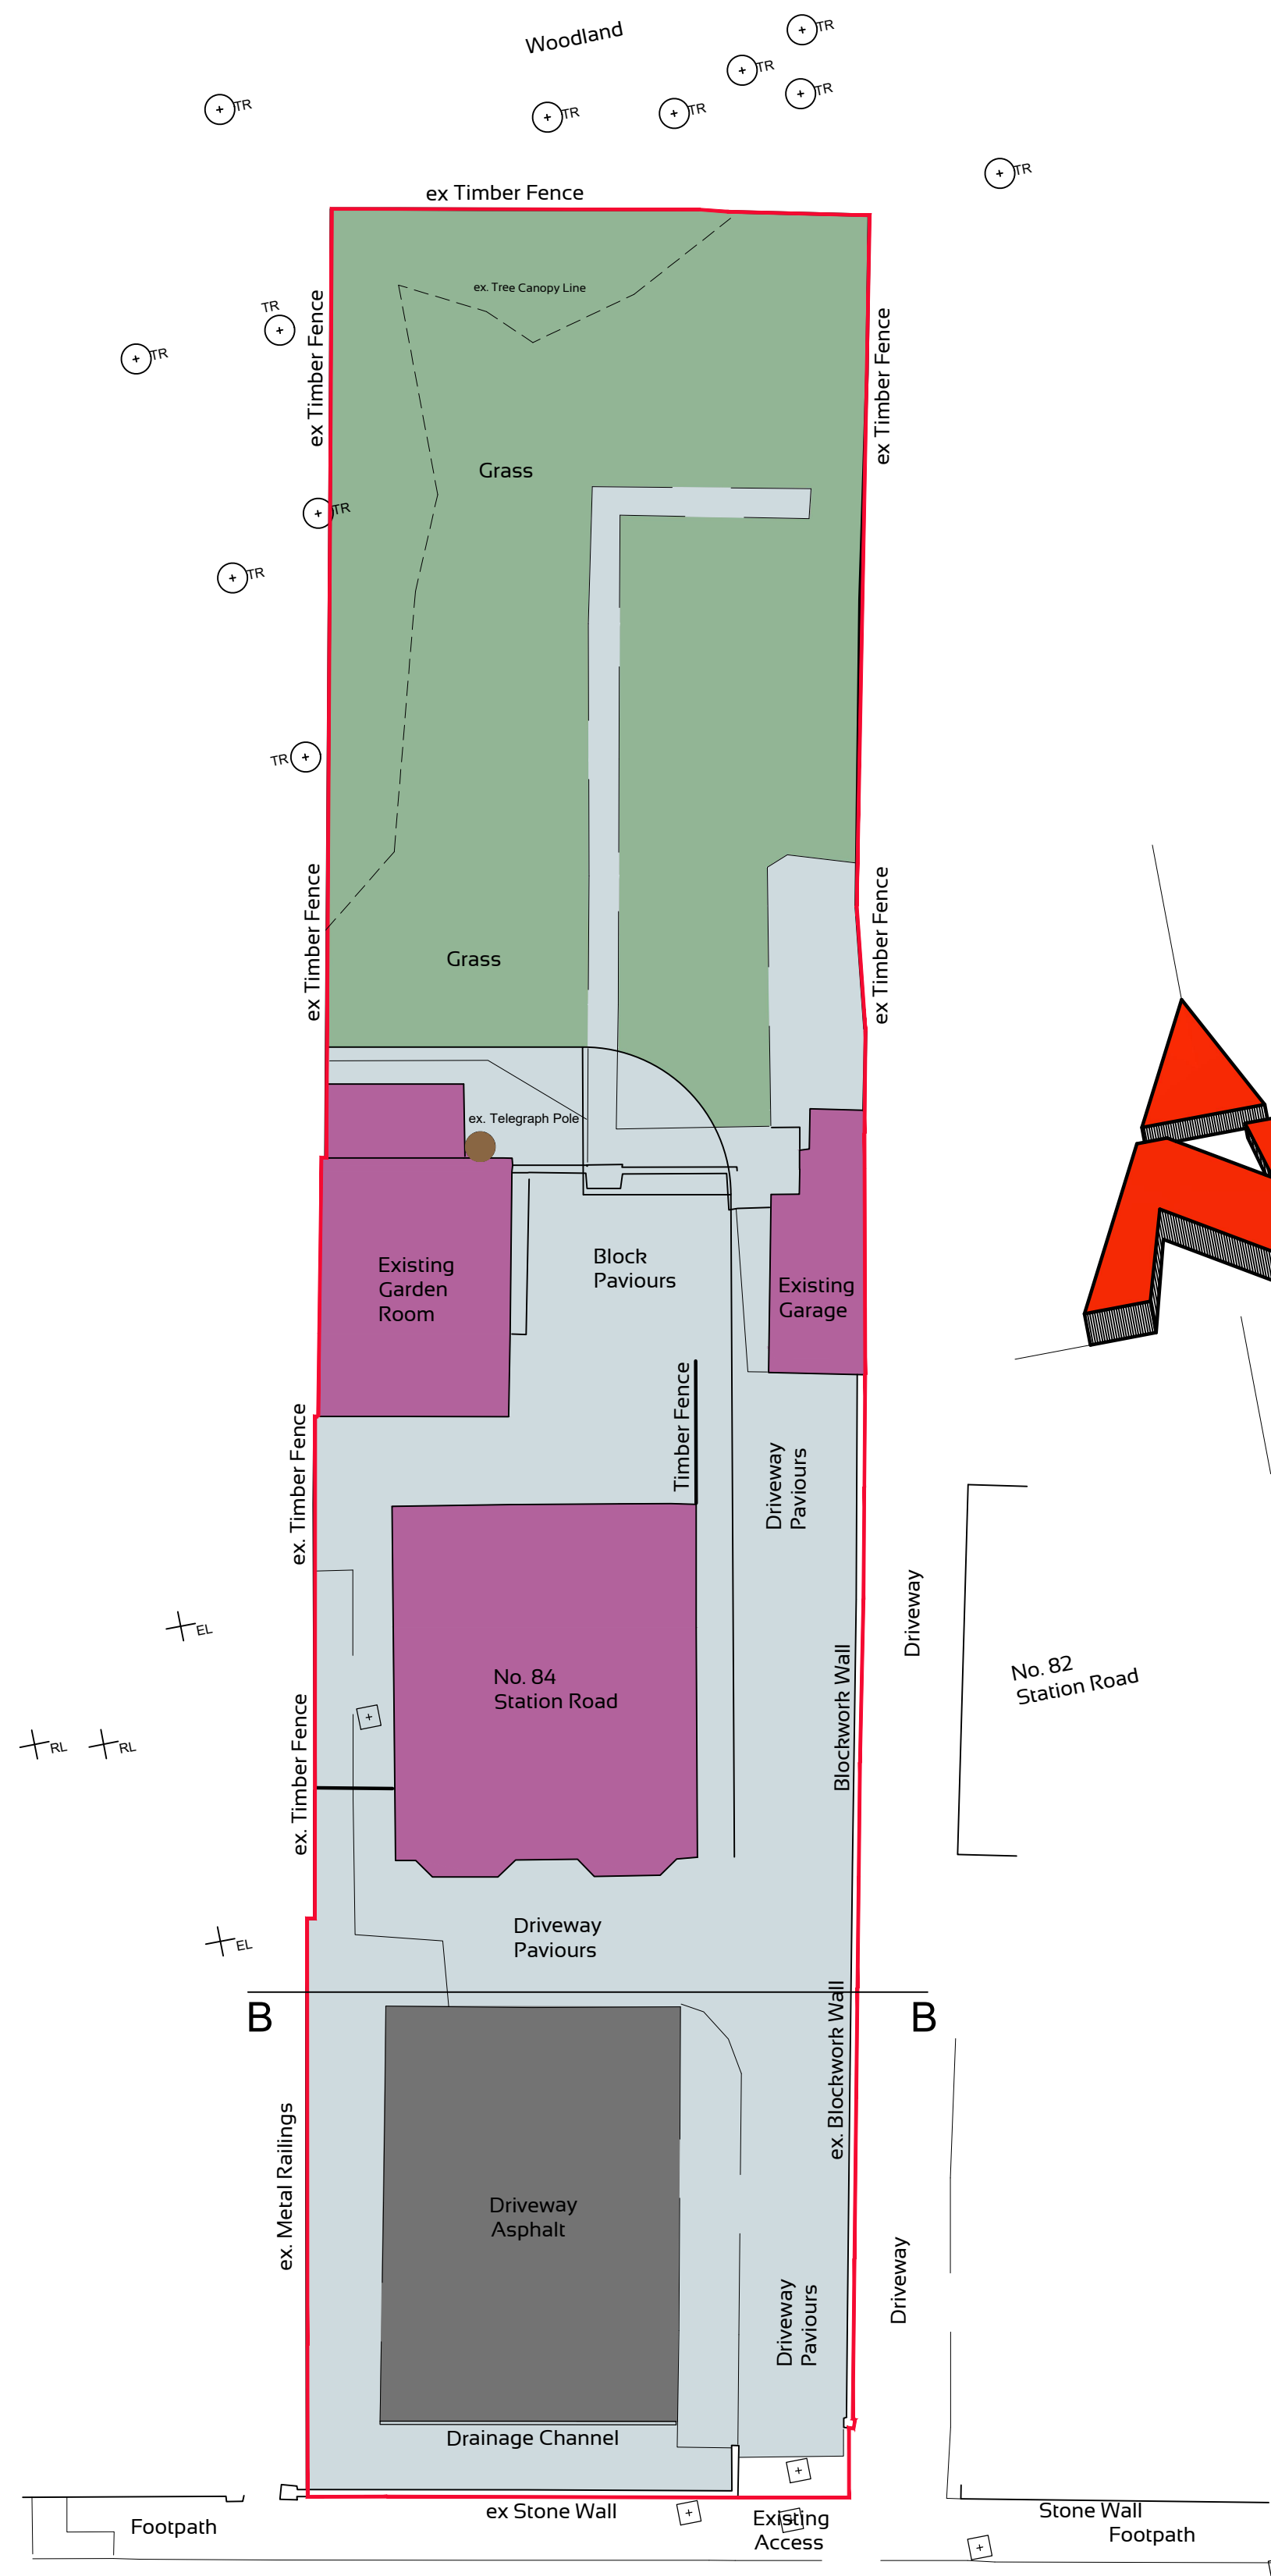 Woodland
TR
TR
TR
TR
TR
TR
TR
ex Timber Fence
ex. Tree Canopy Line
TR
TR
ex Timber Fence
ex Timber Fence
Grass
TR
TR
TR
ex Timber Fence
ex Timber Fence
Grass
ex. Telegraph Pole
Existing
Garden
Room
Block
Paviours
Existing
Garage
Timber Fence
ex. Timber Fence
Driveway
Paviours
Driveway
EL
No. 84
Station Road
No. 82
Station Road
Blockwork Wall
RL
RL
ex. Timber Fence
Driveway
Paviours
EL
B
B
ex. Blockwork Wall
ex. Metal Railings
Driveway
Asphalt
Driveway
Driveway
Paviours
Drainage Channel
ex Stone Wall
Existing
Access
Footpath
Stone Wall
Footpath